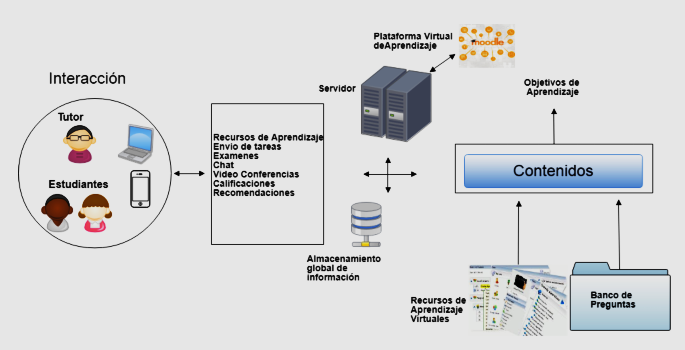 Plataforma Virtual
deAprendizaje
moodle
Interacción
Servidor
Objetivos de
Aprendizaje
Tutor
Estudiantes
Recursos de Aprendizaje
Envio de tareas
Examenes
Chat
Video Conferencias
Calificaciones
Recomendaciones
Contenidos
Almacenamiento
global de
información
Recursos de
Aprendizaje
Virtuales
Banco de
Preguntas